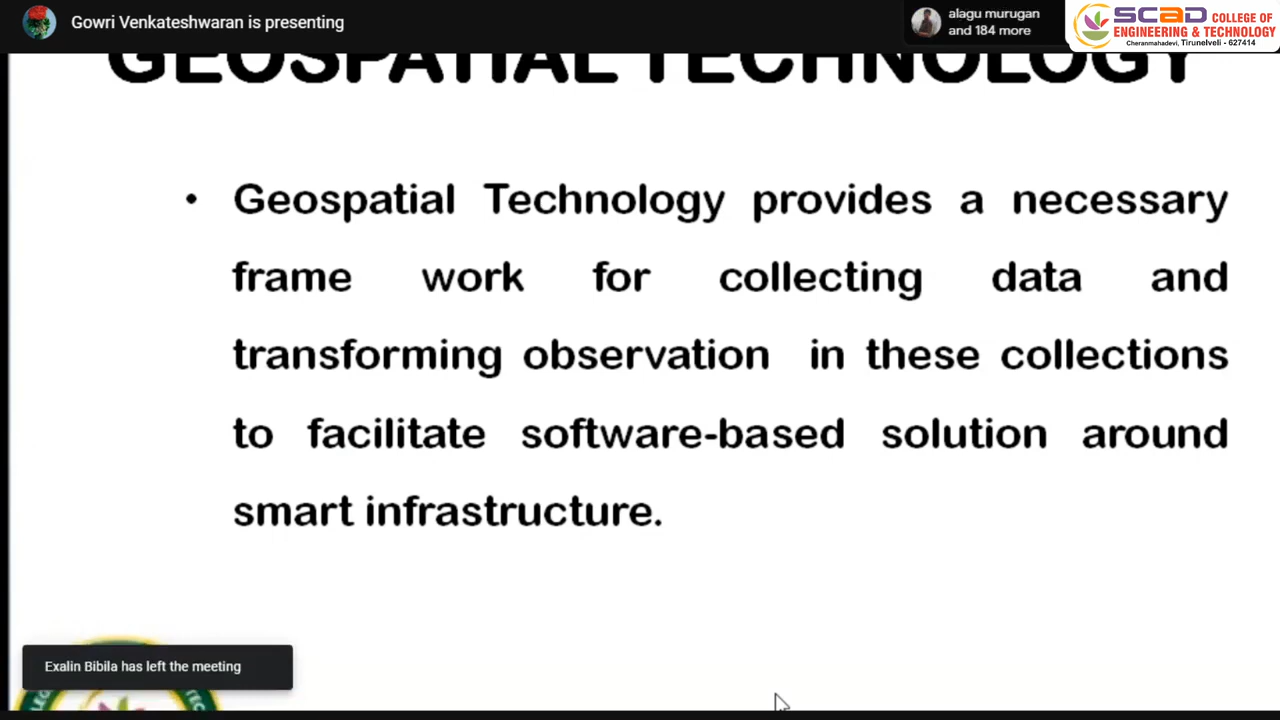 Gowri Venkateshwaran is presenting
alagu murugan
and 184 more
SCAD COLLEGE OF
ENGINEERING & TECHNOLOGY
Cheranmahadevi, Tirunelveli - 627414
GEOSPATIAL TECHNOLOGY
• Geospatial Technology provides a necessary
frame work for collecting data and
transforming observation in these collections
to facilitate software-based solution around
smart infrastructure.
Exalin Bibila has left the meeting